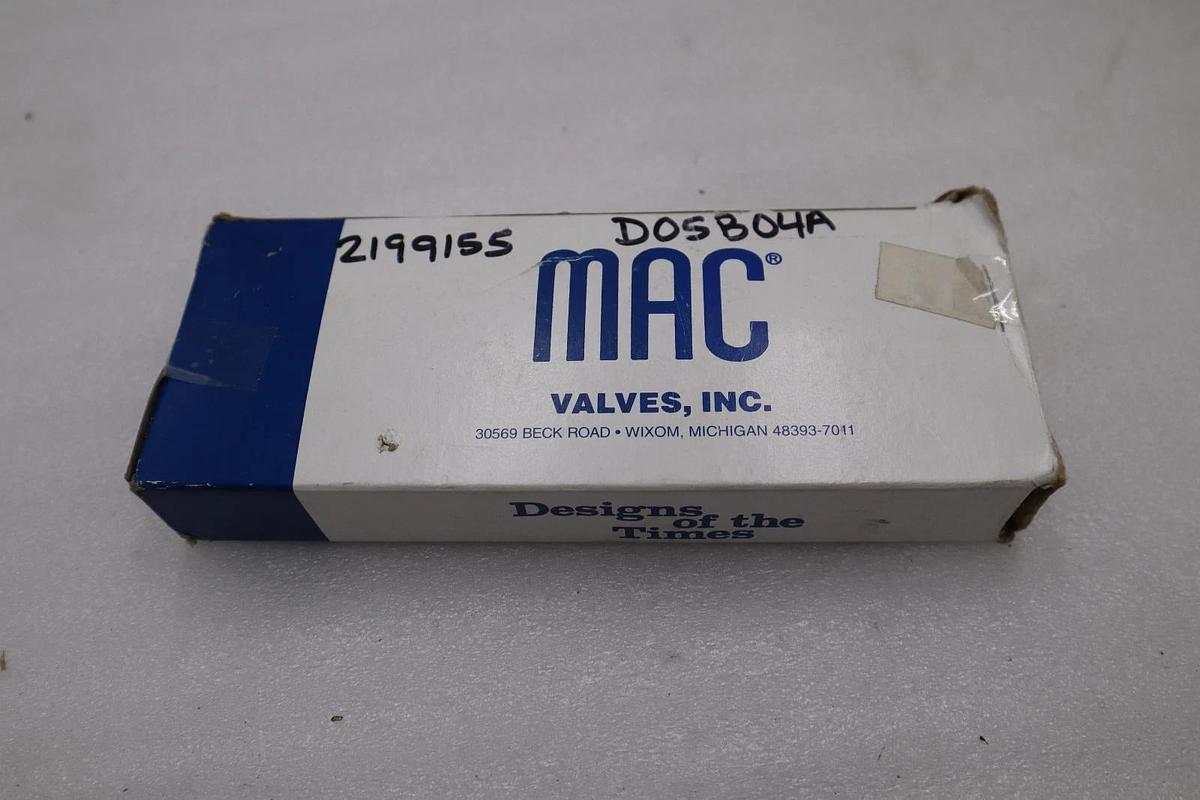 2199155
D05B04A
MAC®
VALVES, INC.
30569 BECK ROAD • WIXOM, MICHIGAN 48393-7011
Designs
of the
Times